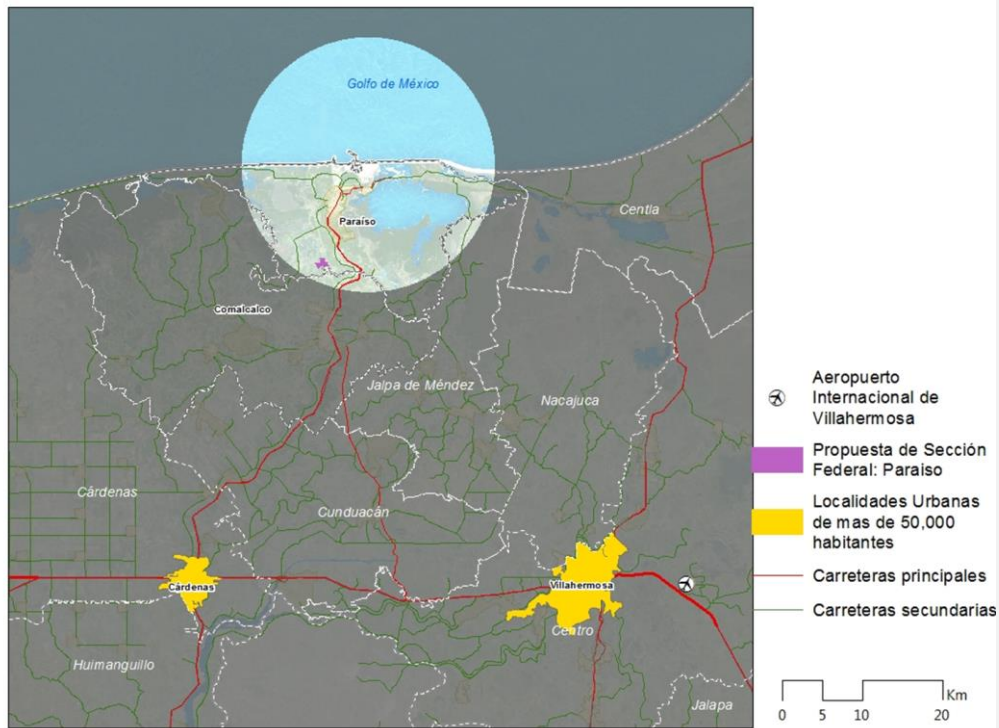 Golfo de México
Paraíso
Centla
Comalcalco
Jalpa de Méndez
Nacajuca
Cárdenas
Cunduacán
Cárdenas
Villahermosa
Centro
Huimanguillo
Jalapa
Aeropuerto
Internacional de
Villahermosa
Propuesta de Sección
Federal: Paraiso
Localidades Urbanas
de mas de 50,000
habitantes
Carreteras principales
Carreteras secundarias
Km
0 5 10 20